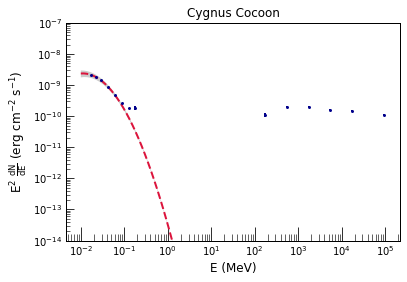 Cygnus Cocoon
E² dN/dE (erg cm⁻² s⁻¹)
10⁻⁷
10⁻⁸
10⁻⁹
10⁻¹⁰
10⁻¹¹
10⁻¹²
10⁻¹³
10⁻¹⁴
10⁻² 10⁻¹ 10⁰ 10¹ 10² 10³ 10⁴ 10⁵
E (MeV)